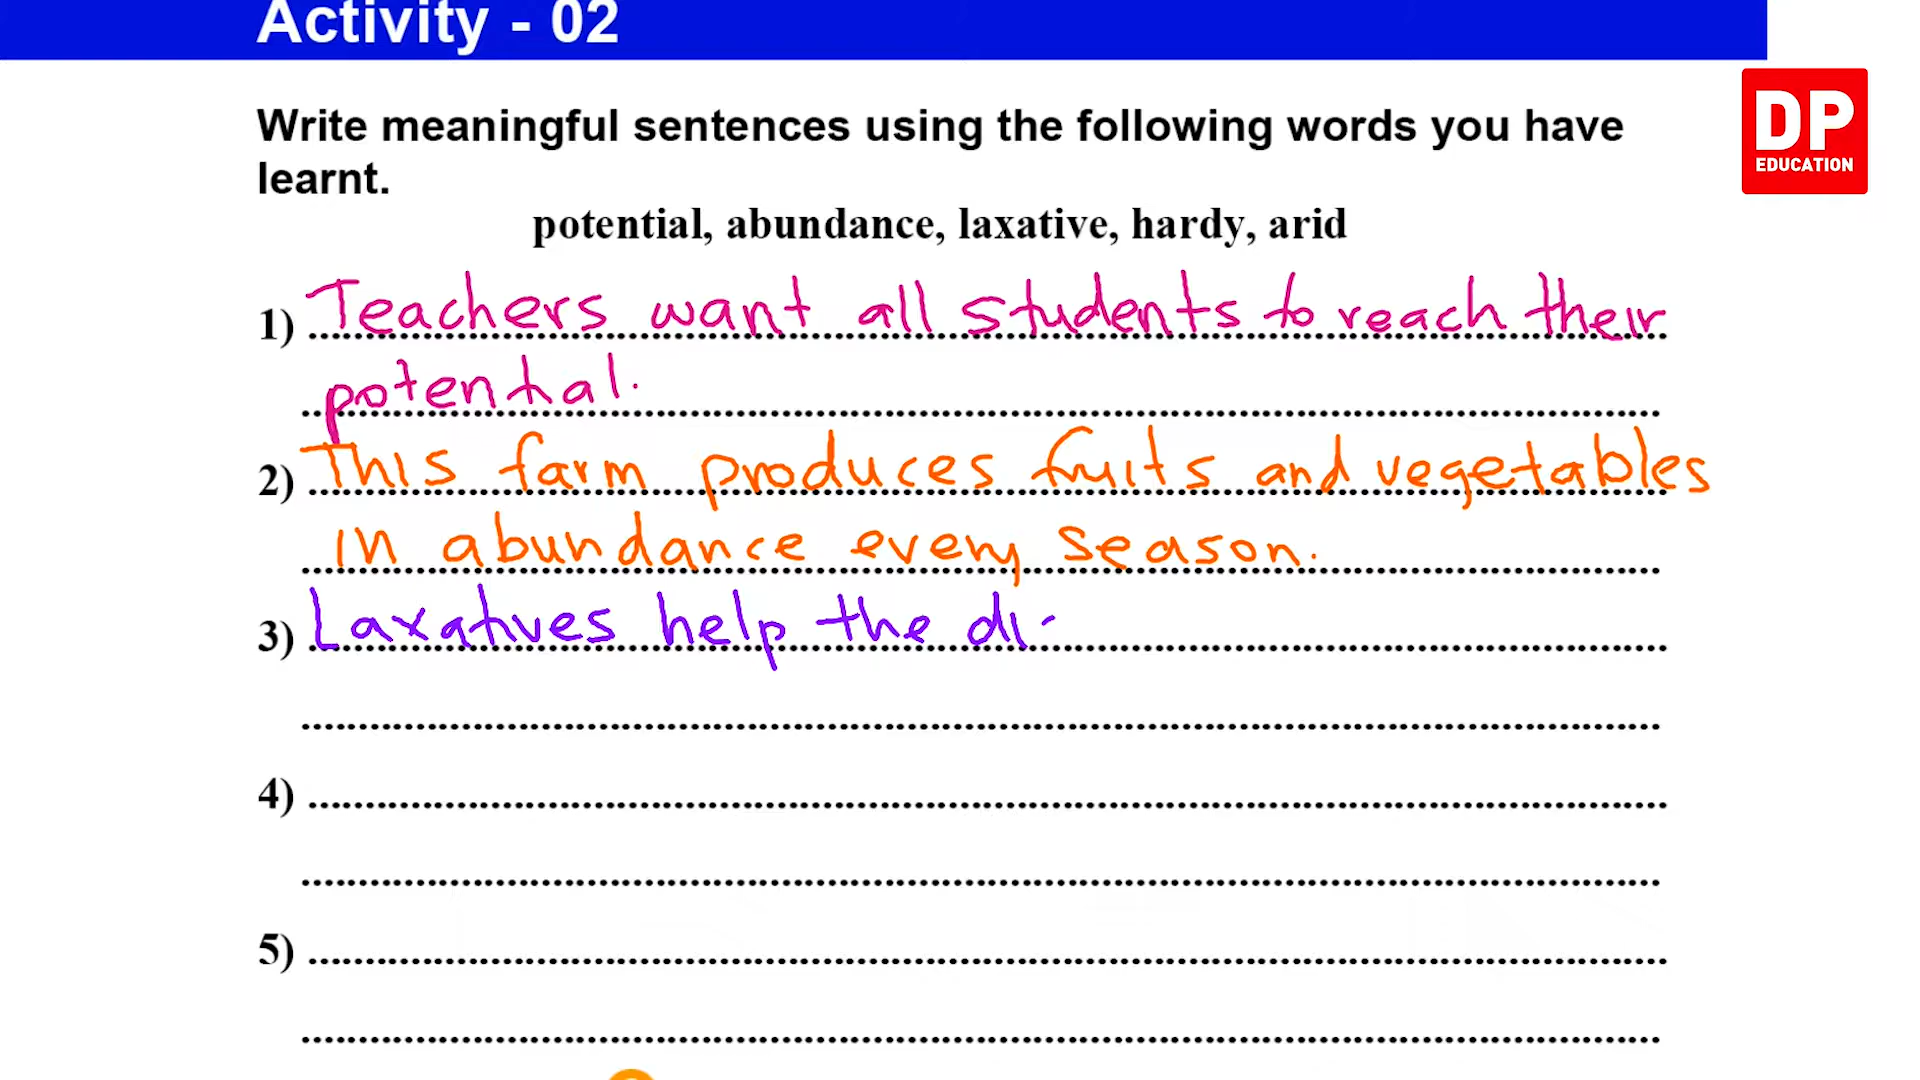 Activity - 02
DP
EDUCATION
Write meaningful sentences using the following words you have
learnt.
potential, abundance, laxative, hardy, arid
1) Teachers want all students to reach their
potential.
2) This farm produces fruits and vegetables
in abundance every season.
3) Laxatives help the di
4)
5)